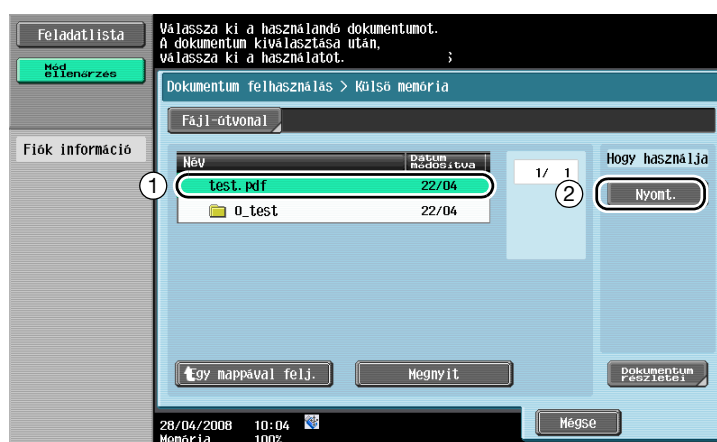 Feladatlista
Mód
ellenőrzés
Fiók információ
Válassza ki a használandó dokumentumot.
A dokumentum kiválasztása után,
válassza ki a használatot.
Dokumentum felhasználás > Külső memória
Fájl-útvonal
Név
Dátum
módosítva
1
test.pdf
22/04
0_test
22/04
1/ 1
Hogy használja
2
Nyomt.
Egy mappával felj.
Megnyit
Dokumentum
részletei
28/04/2008 10:04
Memória 100%
Mégse